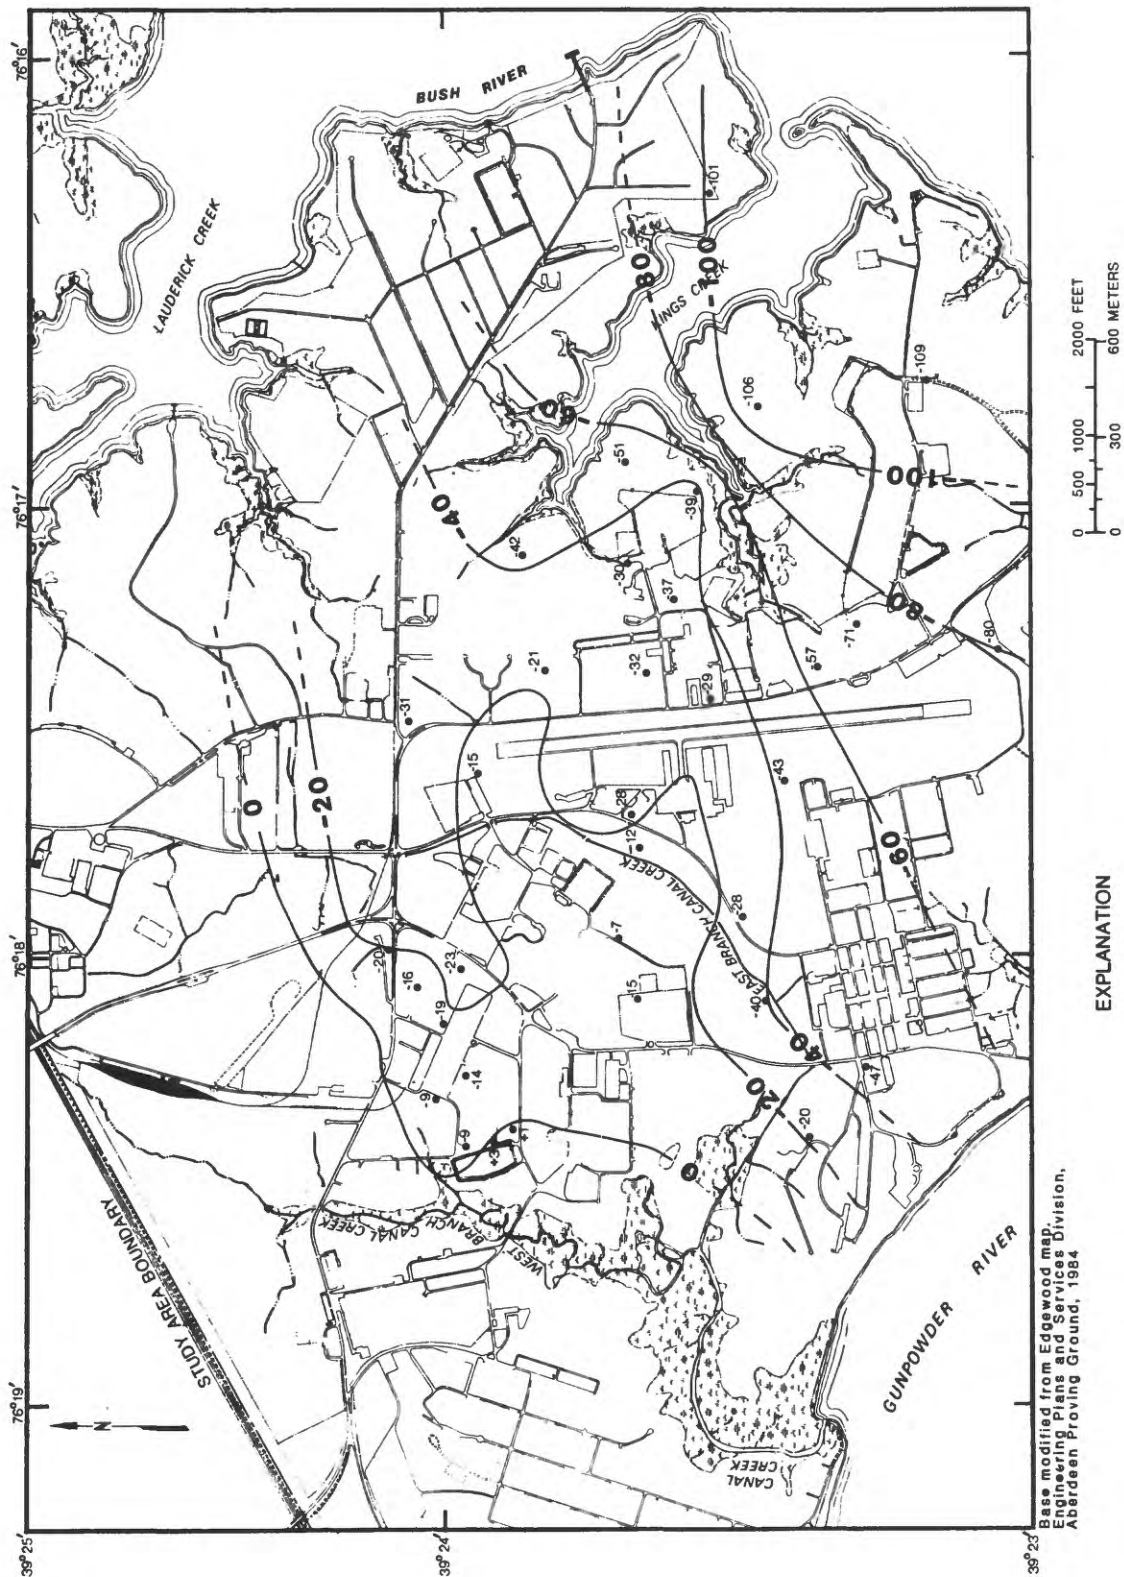 76°16'
76°17'
76°18'
76°19'
39°25'
39°24'
39°23'
N
STUDY AREA BOUNDARY
LAUDERICK CREEK
BUSH RIVER
KINGS CREEK
WEST
BRANCH
CANAL CREEK
EAST BRANCH CANAL CREEK
CANAL
CREEK
GUNPOWDER RIVER
0
-20
-40
-80
-100
-60
-101
-106
-109
-51
-42
-39
-30
-37
-32
-29
-21
-31
-15
-28
-12
-43
-57
-71
-80
-28
-7
15
-40
-47
-20
-20
-16
-23
-19
-14
-9
-9
+3
+1
Base modified from Edgewood map.
Engineering Plans and Services Division,
Aberdeen Proving Ground, 1984
0 500 1000 2000 FEET
0 300 600 METERS
EXPLANATION